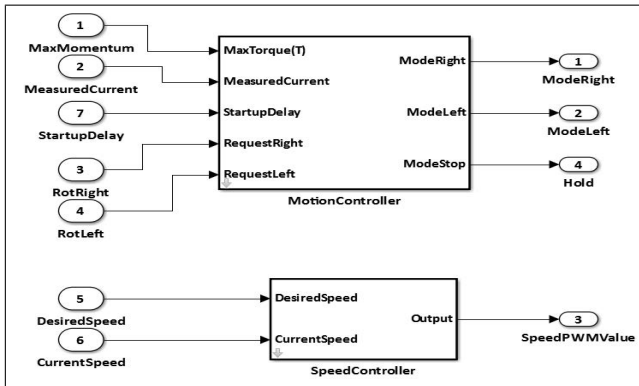 1
MaxMomentum
2
MeasuredCurrent
7
StartupDelay
3
RotRight
4
RotLeft
MaxTorque(T)
MeasuredCurrent
StartupDelay
RequestRight
RequestLeft
ModeRight
ModeLeft
ModeStop
MotionController
1
ModeRight
2
ModeLeft
4
Hold
5
DesiredSpeed
6
CurrentSpeed
DesiredSpeed
CurrentSpeed
Output
SpeedController
3
SpeedPWMValue